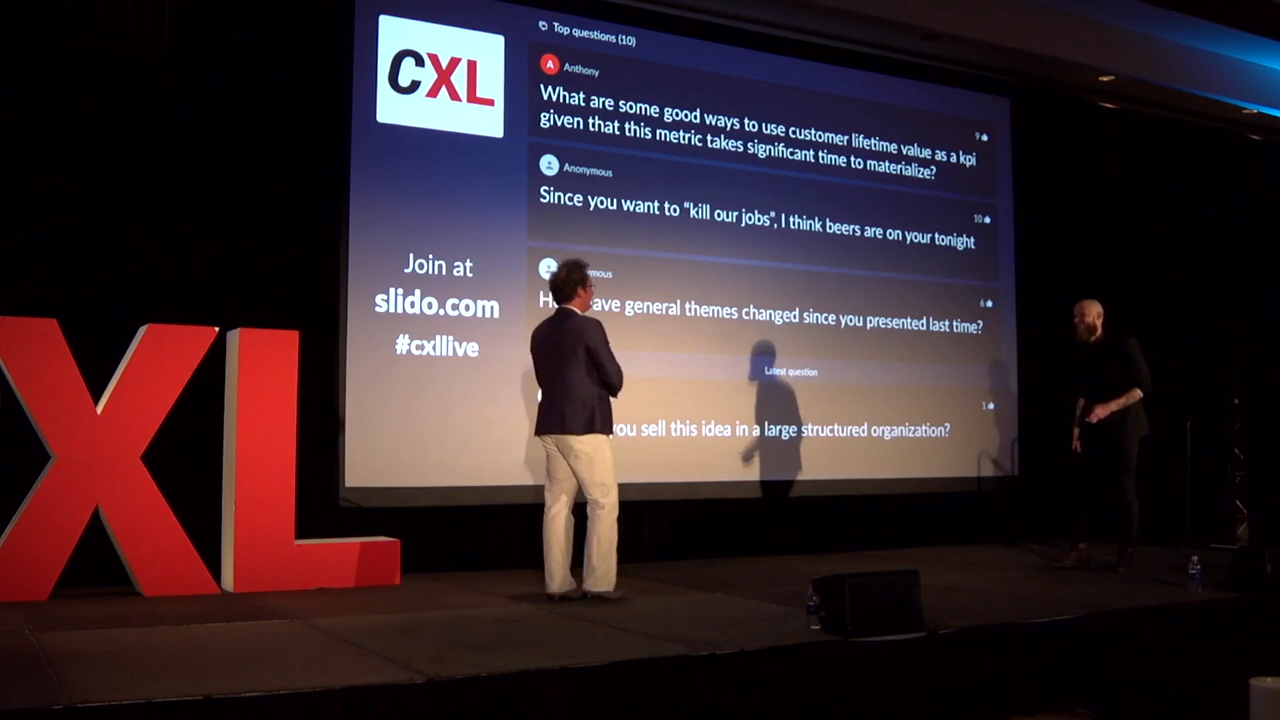 CXL
Top questions (10)
A
Anthony
What are some good ways to use customer lifetime value as a kpi
given that this metric takes significant time to materialize?
9
Anonymous
Since you want to “kill our jobs”, I think beers are on your tonight
10
ave general themes changed since you presented last time?
6
Latest question
you sell this idea in a large structured organization?
1
Join at
slido.com
#cxllive
XL